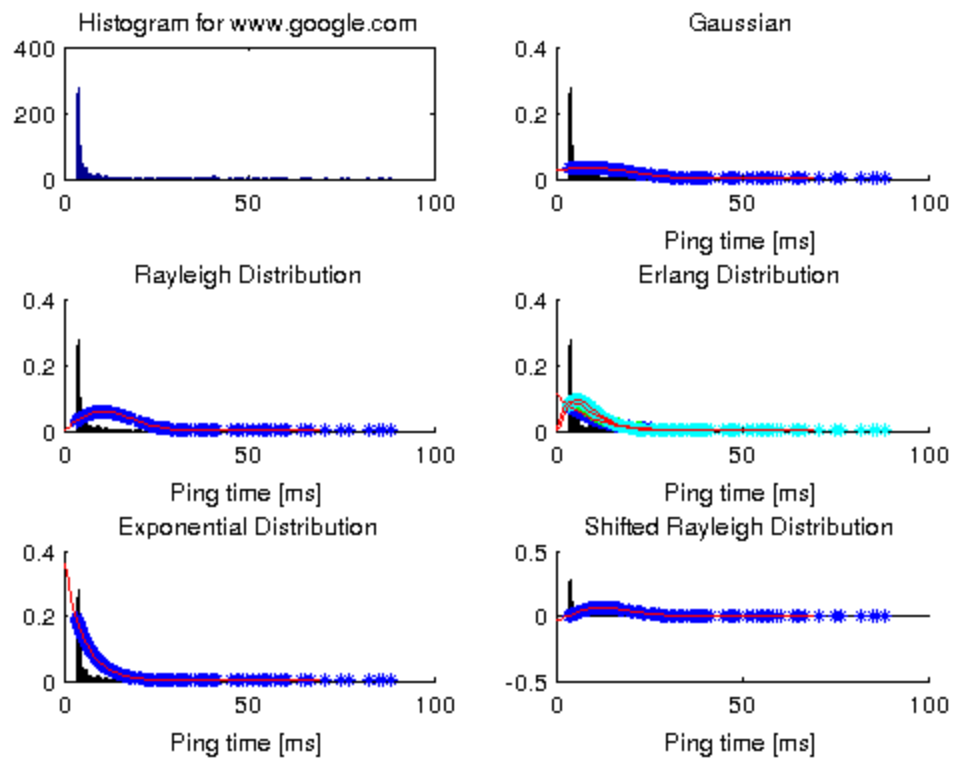 Histogram for www.google.com
400
200
0
0 50 100
Gaussian
0.4
0.2
0
0 50 100
Ping time [ms]
Rayleigh Distribution
0.4
0.2
0
0 50 100
Ping time [ms]
Erlang Distribution
0.4
0.2
0
0 50 100
Ping time [ms]
Exponential Distribution
0.4
0.2
0
0 50 100
Ping time [ms]
Shifted Rayleigh Distribution
0.5
0
-0.5
0 50 100
Ping time [ms]